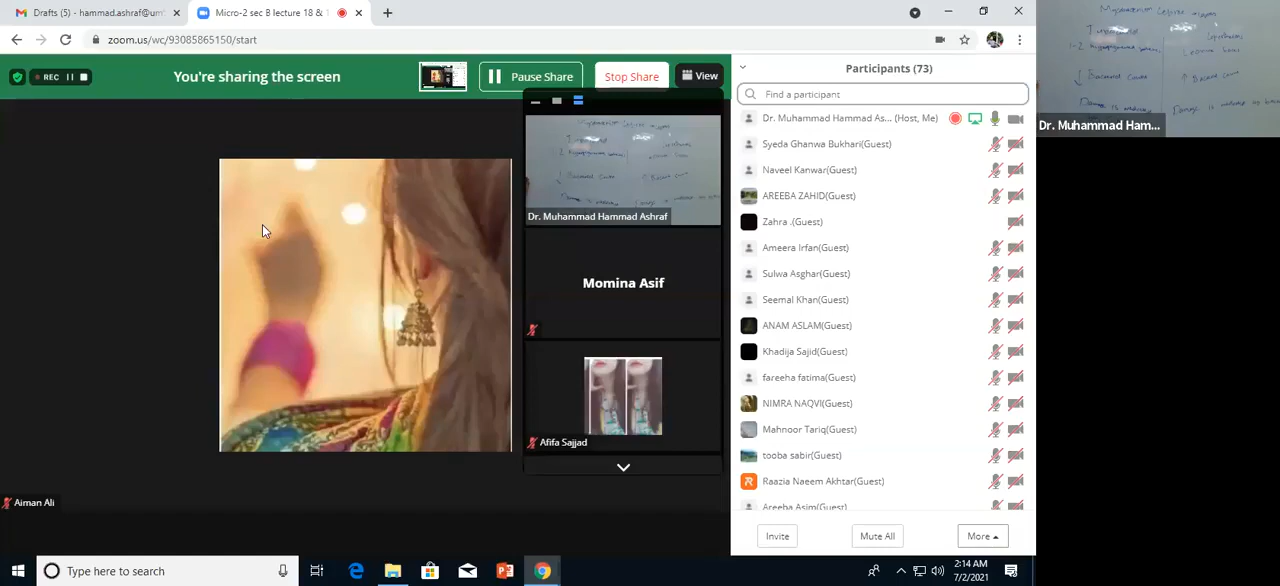 Drafts (5) - hammad.ashraf@um
Micro-2 sec B lecture 18 & 1
zoom.us/wc/93085865150/start
REC
You're sharing the screen
Pause Share
Stop Share
View
Participants (73)
Find a participant
Dr. Muhammad Hammad As... (Host, Me)
Syeda Ghanwa Bukhari(Guest)
Naveel Kanwar(Guest)
AREEBA ZAHID(Guest)
Zahra .(Guest)
Ameera Irfan(Guest)
Sulwa Asghar(Guest)
Seemal Khan(Guest)
ANAM ASLAM(Guest)
Khadija Sajid(Guest)
fareeha fatima(Guest)
NIMRA NAQVI(Guest)
Mahnoor Tariq(Guest)
tooba sabir(Guest)
R Raazia Naeem Akhtar(Guest)
Areeba Asim(Guest)
Invite
Mute All
More
Dr. Muhammad Hammad Ashraf
Momina Asif
Afifa Sajjad
Aiman Ali
Dr. Muhammad Ham...
Type here to search
2:14 AM
7/2/2021